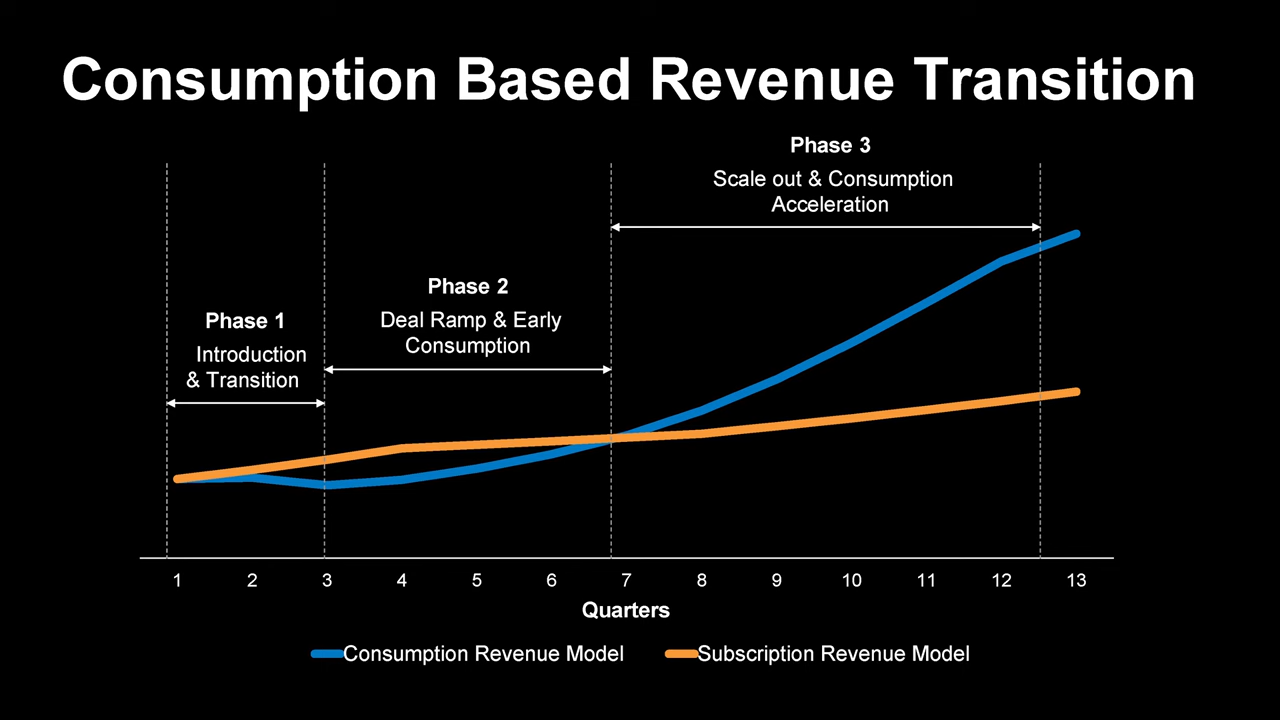 Consumption Based Revenue Transition
Phase 3
Scale out & Consumption
Acceleration
Phase 2
Deal Ramp & Early
Consumption
Phase 1
Introduction
& Transition
1 2 3 4 5 6 7 8 9 10 11 12 13
Quarters
Consumption Revenue Model Subscription Revenue Model